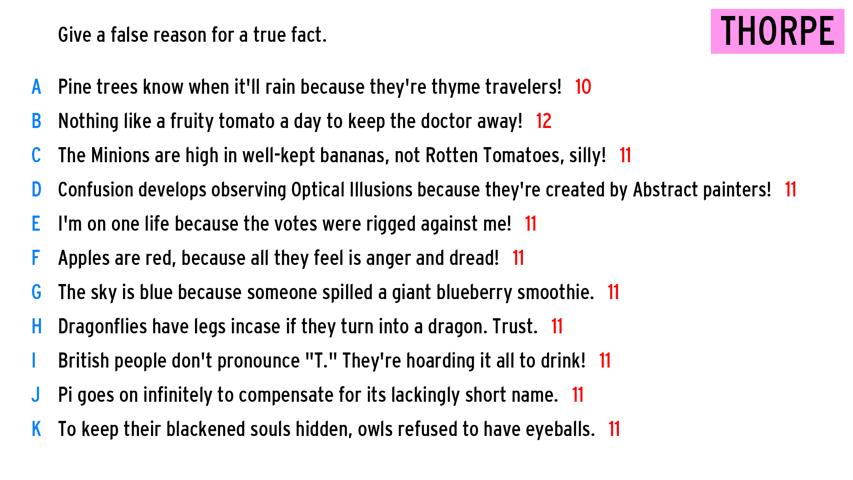 Give a false reason for a true fact.
THORPE
A Pine trees know when it'll rain because they're thyme travelers! 10
B Nothing like a fruity tomato a day to keep the doctor away! 12
C The Minions are high in well-kept bananas, not Rotten Tomatoes, silly! 11
D Confusion develops observing Optical Illusions because they're created by Abstract painters! 11
E I'm on one life because the votes were rigged against me! 11
F Apples are red, because all they feel is anger and dread! 11
G The sky is blue because someone spilled a giant blueberry smoothie. 11
H Dragonflies have legs incase if they turn into a dragon. Trust. 11
I British people don't pronounce "T." They're hoarding it all to drink! 11
J Pi goes on infinitely to compensate for its lackingly short name. 11
K To keep their blackened souls hidden, owls refused to have eyeballs. 11